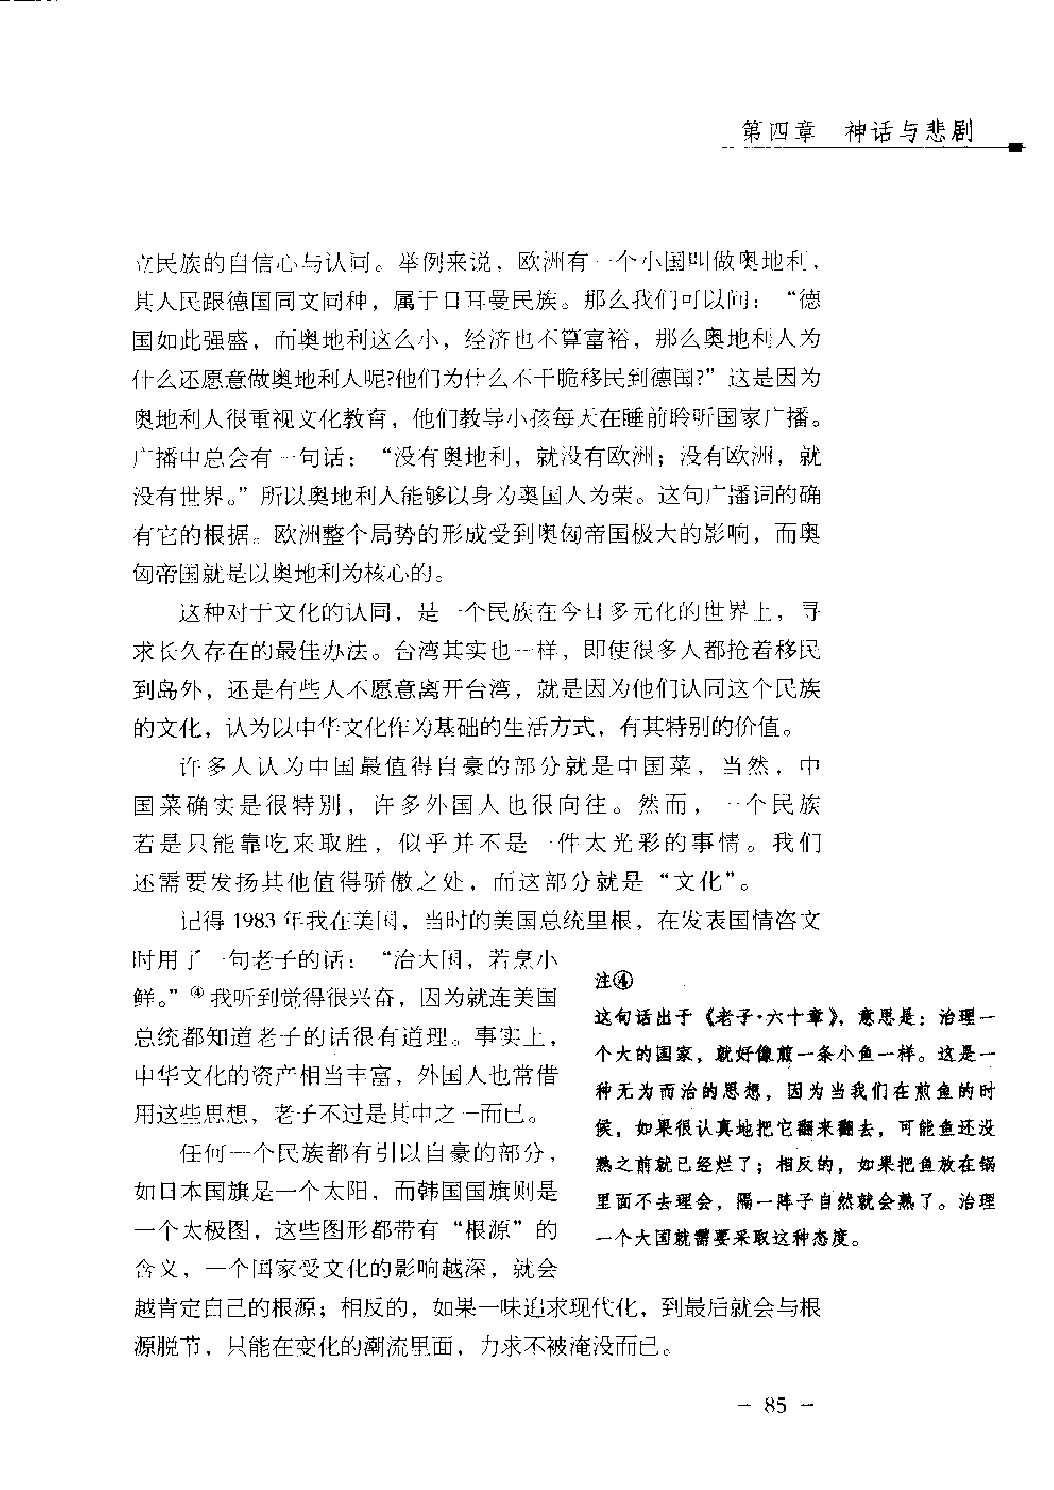 第四章 神话与悲剧
立民族的自信心与认同。举例来说，欧洲有一个小国叫做奥地利，
其人民跟德国同文同种，属于日耳曼民族。那么我们可以问：“德
国如此强盛，而奥地利这么小，经济也不算富裕，那么奥地利人为
什么还愿意做奥地利人呢?他们为什么不干脆移民到德国?”这是因为
奥地利人很重视文化教育，他们教导小孩每天在睡前聆听国家广播。
广播中总会有一句话：“没有奥地利，就没有欧洲；没有欧洲，就
没有世界。”所以奥地利人能够以身为奥国人为荣。这句广播词的确
有它的根据。欧洲整个局势的形成受到奥匈帝国极大的影响，而奥
匈帝国就是以奥地利为核心的。
这种对于文化的认同，是一个民族在今日多元化的世界上，寻
求长久存在的最佳办法。台湾其实也一样，即使很多人都抢着移民
到岛外，还是有些人不愿意离开台湾，就是因为他们认同这个民族
的文化，认为以中华文化作为基础的生活方式，有其特别的价值。
许多人认为中国最值得自豪的部分就是中国菜，当然，中
国菜确实是很特别，许多外国人也很向往。然而，一个民族
若是只能靠吃来取胜，似乎并不是一件太光彩的事情。我们
还需要发扬其他值得骄傲之处，而这部分就是“文化”。
记得1983年我在美国，当时的美国总统里根，在发表国情咨文
时用了一句老子的话：“治大国，若烹小
鲜。”④我听到觉得很兴奋，因为就连美国
总统都知道老子的话很有道理。事实上，
中华文化的资产相当丰富，外国人也常借
用这些思想，老子不过是其中之一而已。
任何一个民族都有引以自豪的部分，
如日本国旗是一个太阳，而韩国国旗则是
一个太极图，这些图形都带有“根源”的
含义，一个国家受文化的影响越深，就会
越肯定自己的根源；相反的，如果一味追求现代化，到最后就会与根
源脱节，只能在变化的潮流里面，力求不被淹没而已。
注④
这句话出于《老子·六十章》，意思是：治理一
个大的国家，就好像煎一条小鱼一样。这是一
种无为而治的思想，因为当我们在煎鱼的时
候，如果很认真地把它翻来翻去，可能鱼还没
熟之前就已经烂了；相反的，如果把鱼放在锅
里面不去理会，隔一阵子自然就会熟了。治理
一个大国就需要采取这种态度。
- 85 -